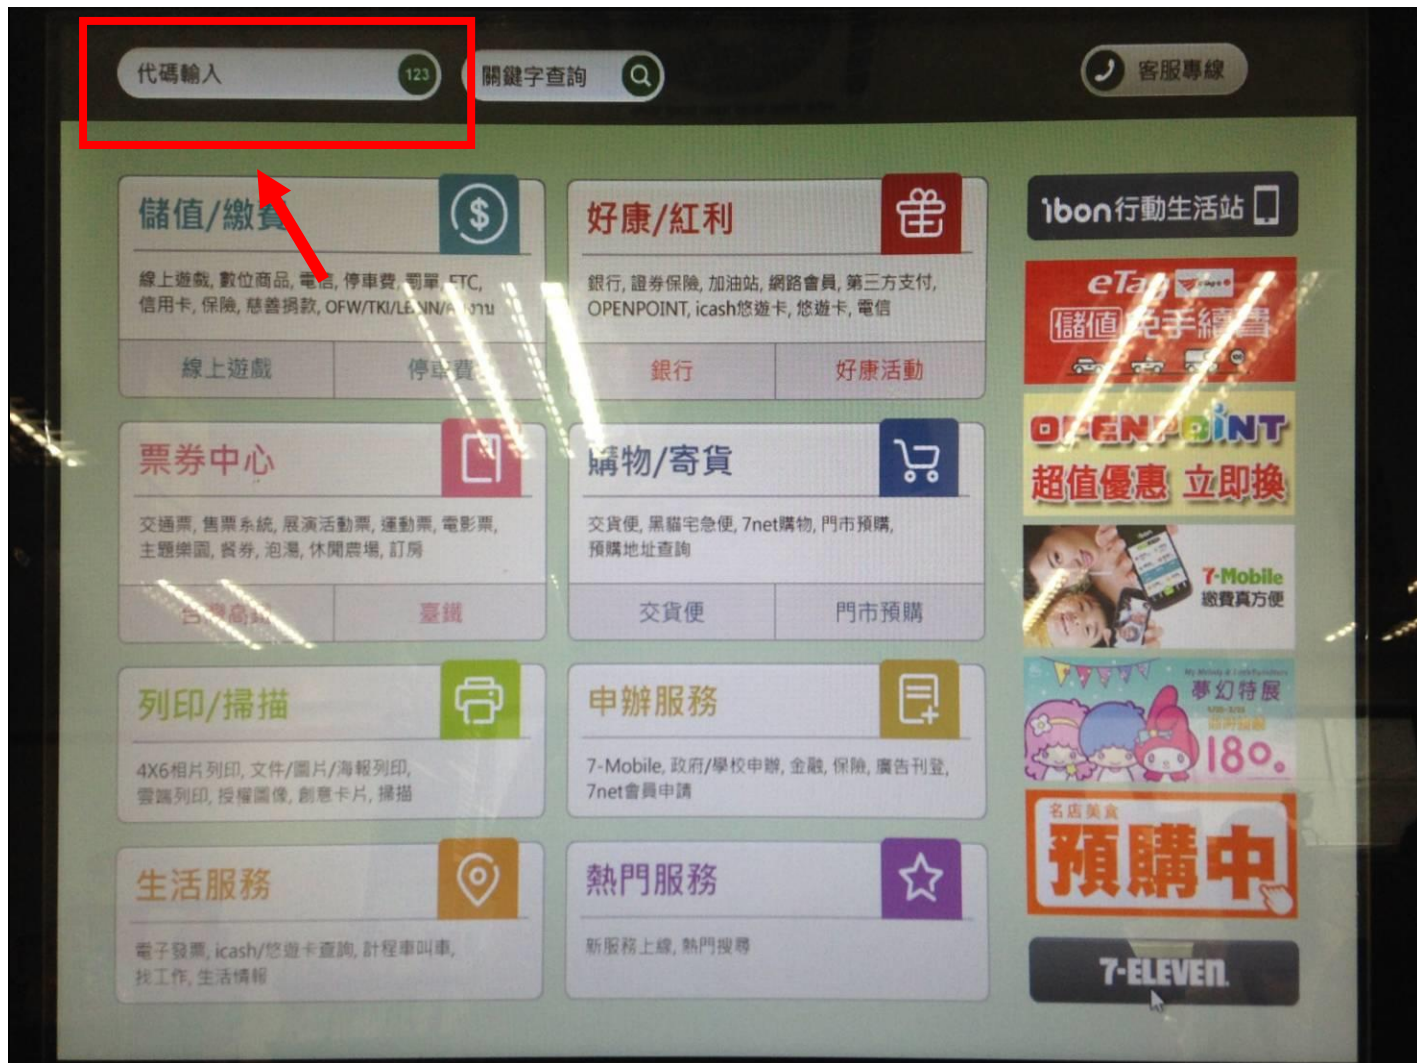 代碼輸入 123
關鍵字查詢
客服專線
儲值/繳費
線上遊戲, 數位商品, 電信, 停車費, 罰單, ETC,
信用卡, 保險, 慈善捐款, OFW/TKI/
線上遊戲
停車費
好康/紅利
銀行, 證券保險, 加油站, 網路會員, 第三方支付,
OPENPOINT, icash悠遊卡, 悠遊卡, 電信
銀行
好康活動
票券中心
交通票, 售票系統, 展演活動票, 運動票, 電影票,
主題樂園, 餐券, 泡湯, 休閒農場, 訂房
台灣高鐵
臺鐵
購物/寄貨
交貨便, 黑貓宅急便, 7net購物, 門市預購,
預購地址查詢
交貨便
門市預購
列印/掃描
4X6相片列印, 文件/圖片/海報列印,
雲端列印, 授權圖像, 創意卡片, 掃描
申辦服務
7-Mobile, 政府/學校申辦, 金融, 保險, 廣告刊登,
7net會員申請
生活服務
電子發票, icash/悠遊卡查詢, 計程車叫車,
找工作, 生活情報
熱門服務
新服務上線, 熱門搜尋
ibon行動生活站
eTag
儲值免手續費
OPENPOINT
超值優惠 立即換
7-Mobile
繳費真方便
夢幻特展
180
名店美食
預購中
7-ELEVEn